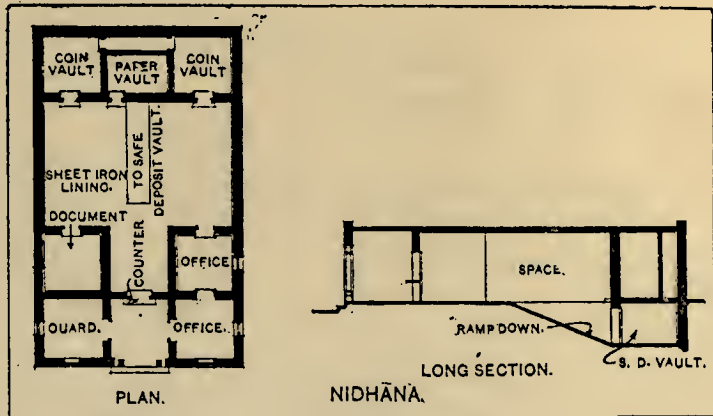 COIN
VAULT
PAPER
VAULT
COIN
VAULT
TO SAFE
DEPOSIT VAULT.
SHEET IRON
LINING.
DOCUMENT
COUNTER
OFFICE
GUARD.
OFFICE.
PLAN.
SPACE.
RAMP DOWN.
S. D. VAULT.
LONG SECTION.
NIDHĀNA.